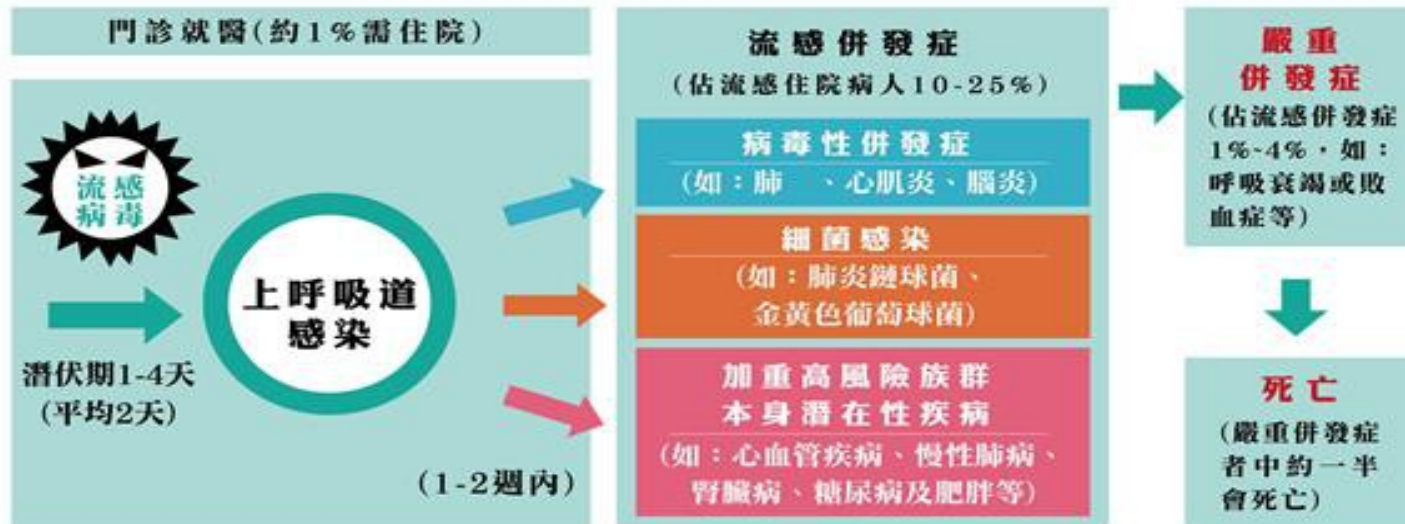 門診就醫(約1%需住院)
流感
病毒
潛伏期1-4天
(平均2天)
上呼吸道
感染
(1-2週內)
流感併發症
(佔流感住院病人10-25%)
病毒性併發症
(如：肺　、心肌炎、腦炎)
細菌感染
(如：肺炎鏈球菌、
金黃色葡萄球菌)
加重高風險族群
本身潛在性疾病
(如：心血管疾病、慢性肺病、
腎臟病、糖尿病及肥胖等)
嚴重
併發症
(佔流感併發症
1%-4%，如：
呼吸衰竭或敗
血症等)
死亡
(嚴重併發症
者中約一半
會死亡)